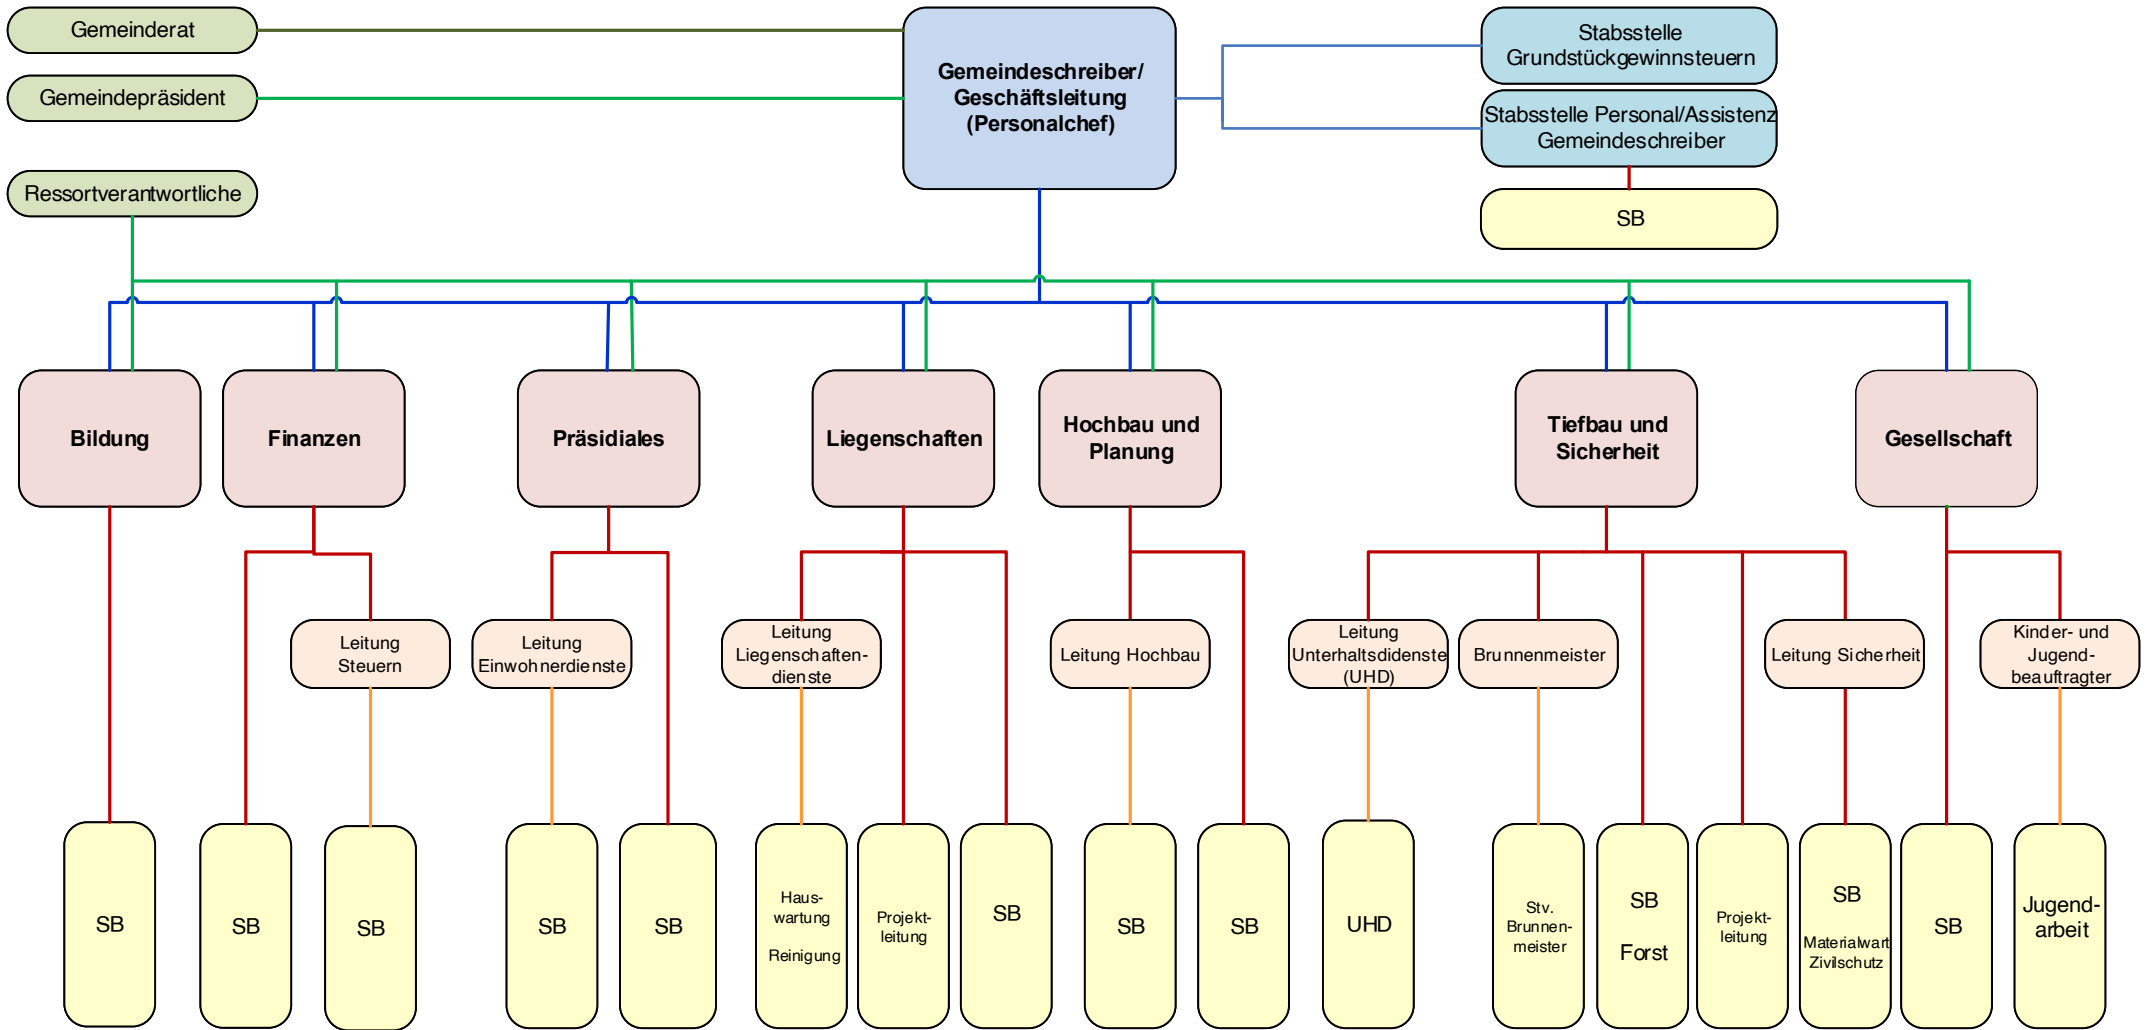 Gemeinderat
Gemeindepräsident
Ressortverantwortliche
Gemeindeschreiber/
Geschäftsleitung
(Personalchef)
Stabsstelle
Grundstückgewinnsteuern
Stabsstelle Personal/Assistenz
Gemeindeschreiber
SB
Bildung
Finanzen
Präsidiales
Liegenschaften
Hochbau und
Planung
Tiefbau und
Sicherheit
Gesellschaft
Leitung
Steuern
Leitung
Einwohnerdienste
Leitung
Liegenschaften-
dienste
Leitung Hochbau
Leitung
Unterhaltsdidenste
(UHD)
Brunnenmeister
Leitung Sicherheit
Kinder- und
Jugend-
beauftragter
SB
SB
SB
SB
SB
Haus-
wartung
Reinigung
Projekt-
leitung
SB
SB
SB
UHD
Stv.
Brunnen-
meister
SB
Forst
Projekt-
leitung
SB
Materialwart
Zivilschutz
SB
Jugend-
arbeit